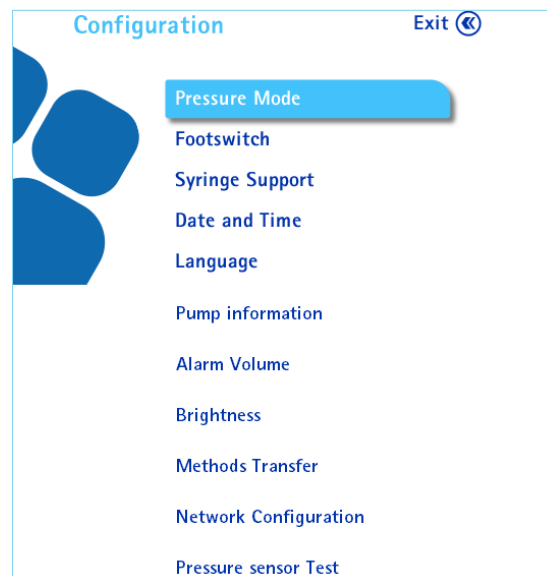 Configuration
Exit
Pressure Mode
Footswitch
Syringe Support
Date and Time
Language
Pump information
Alarm Volume
Brightness
Methods Transfer
Network Configuration
Pressure sensor Test